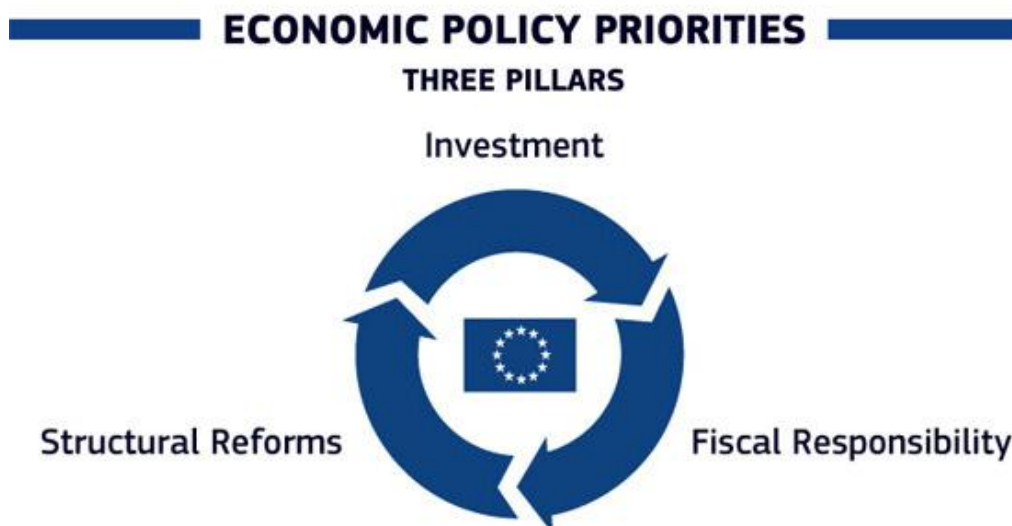 ECONOMIC POLICY PRIORITIES
THREE PILLARS
Investment
Structural Reforms
Fiscal Responsibility